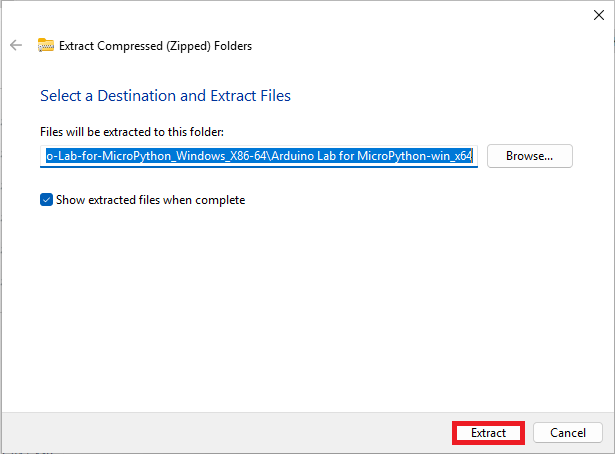 Extract Compressed (Zipped) Folders
Select a Destination and Extract Files
Files will be extracted to this folder:
o-Lab-for-MicroPython_Windows_X86-64\Arduino Lab for MicroPython-win_x64
Browse...
Show extracted files when complete
Extract
Cancel